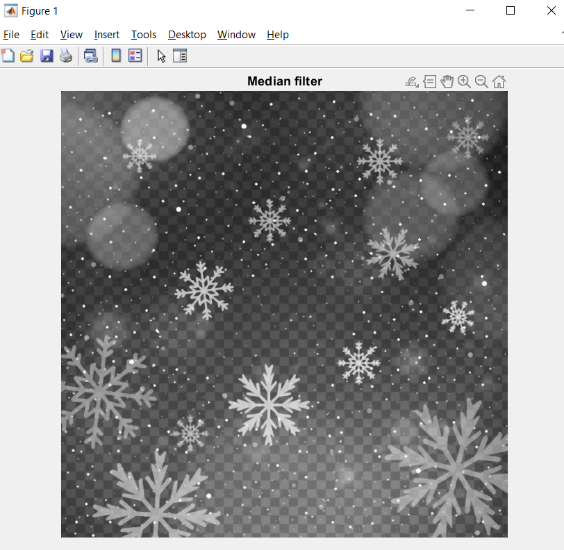 Figure 1
File Edit View Insert Tools Desktop Window Help
Median filter